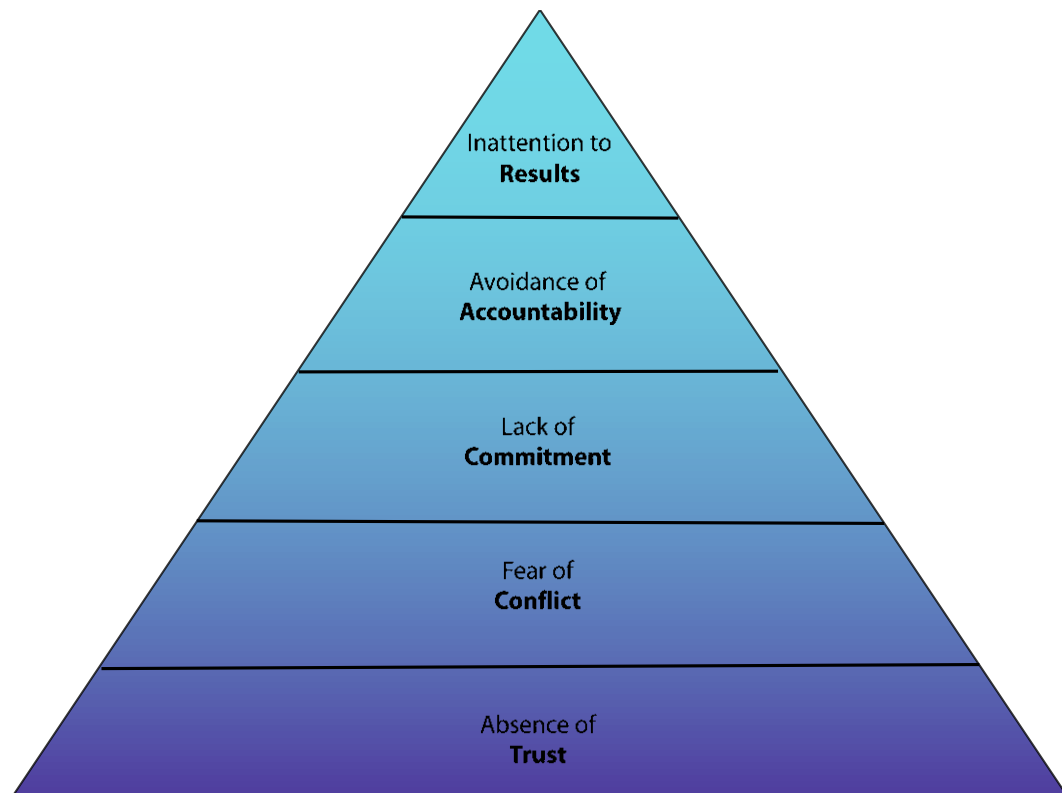 Inattention to
Results
Avoidance of
Accountability
Lack of
Commitment
Fear of
Conflict
Absence of
Trust